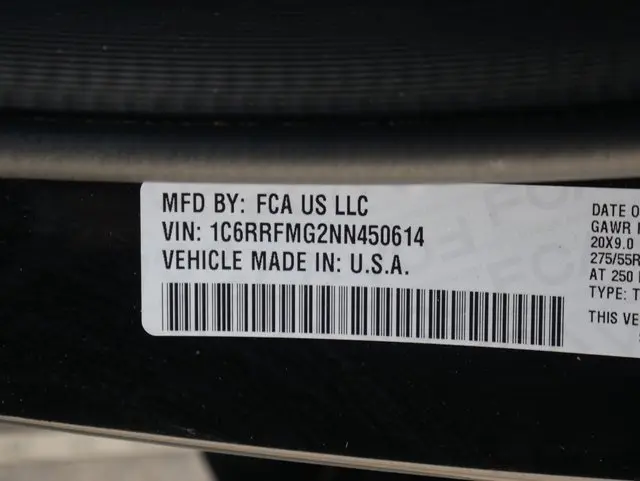 MFD BY: FCA US LLC
VIN: 1C6RRFMG2NN450614
VEHICLE MADE IN: U.S.A.
DATE O
GAWR
20X9.0
275/55R
AT 250
TYPE: T
THIS VE